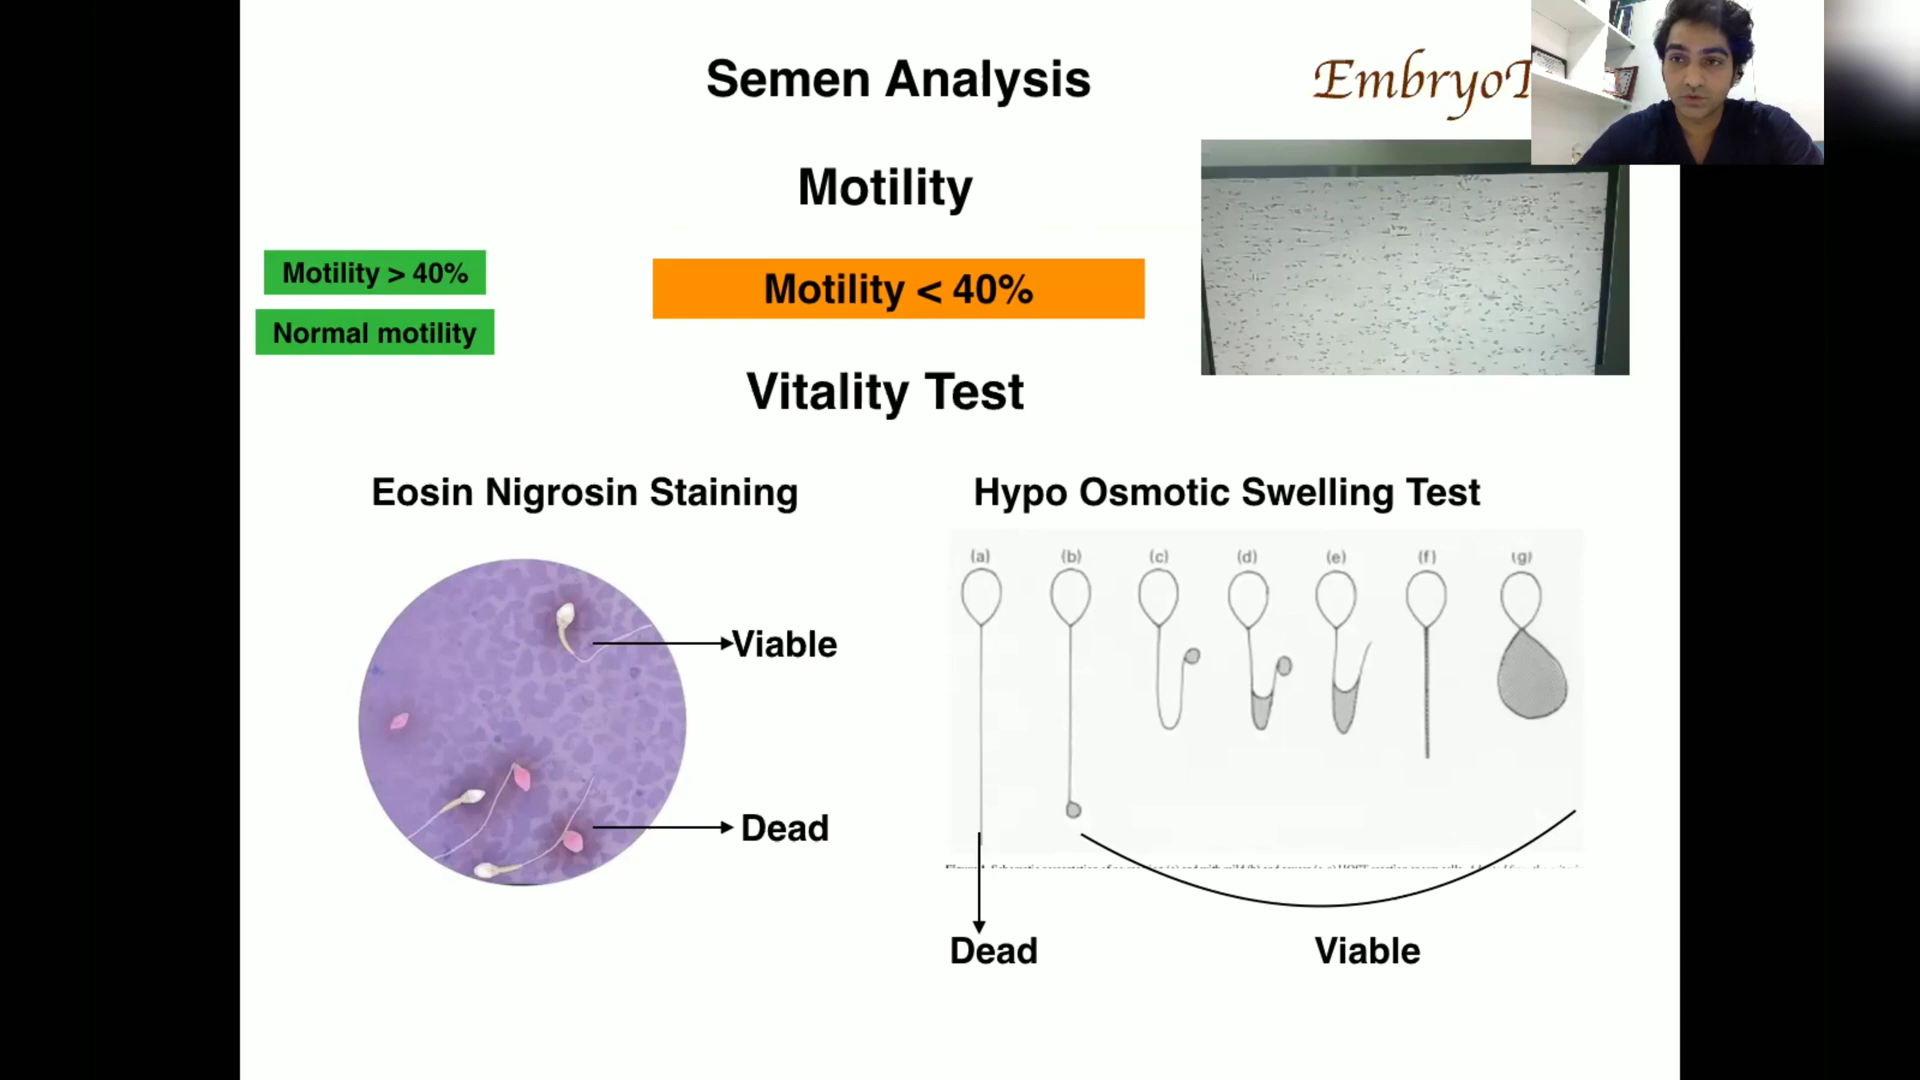 Semen Analysis
Embryo
Motility
Motility > 40%
Normal motility
Motility < 40%
Vitality Test
Eosin Nigrosin Staining
Hypo Osmotic Swelling Test
(a) (b) (c) (d) (e) (f) (g)
Viable
Dead
Dead
Viable